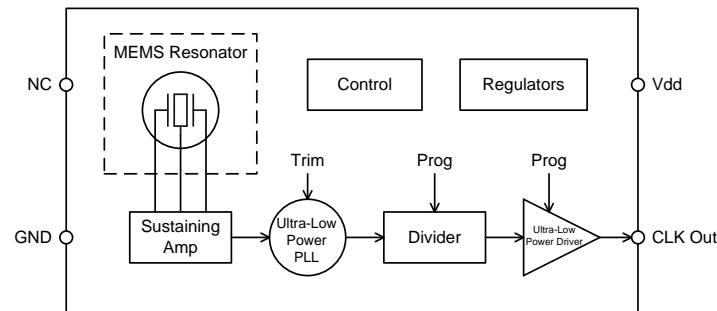 MEMS Resonator
NC
Control
Regulators
Vdd
Trim
Prog
Prog
GND
Sustaining
Amp
Ultra-Low
Power
PLL
Divider
Ultra-Low
Power Driver
CLK Out